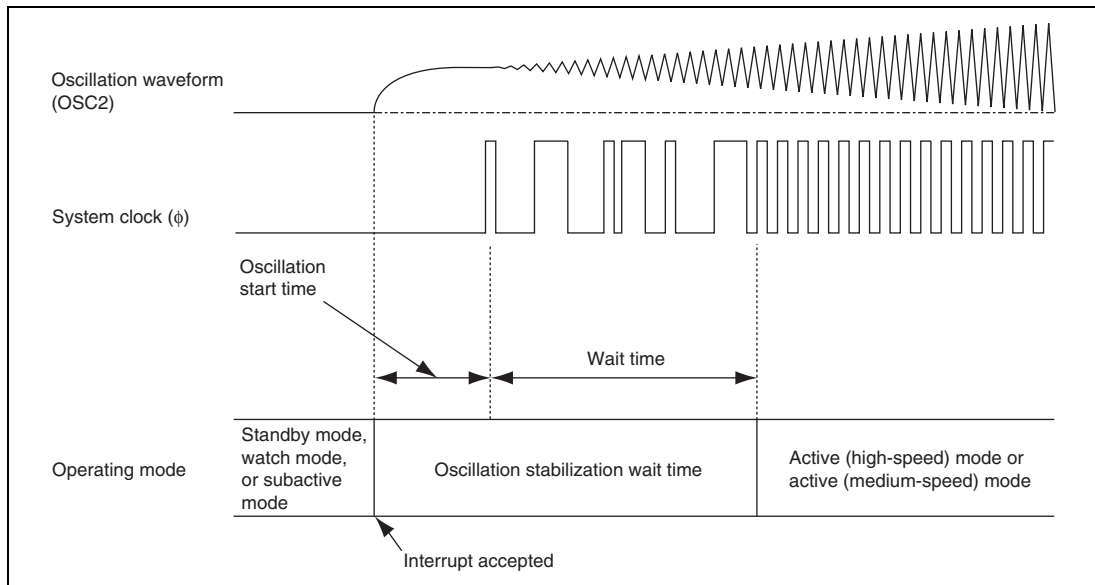 Oscillation waveform
(OSC2)
System clock (ϕ)
Oscillation
start time
Wait time
Operating mode
Standby mode,
watch mode,
or subactive
mode
Oscillation stabilization wait time
Active (high-speed) mode or
active (medium-speed) mode
Interrupt accepted